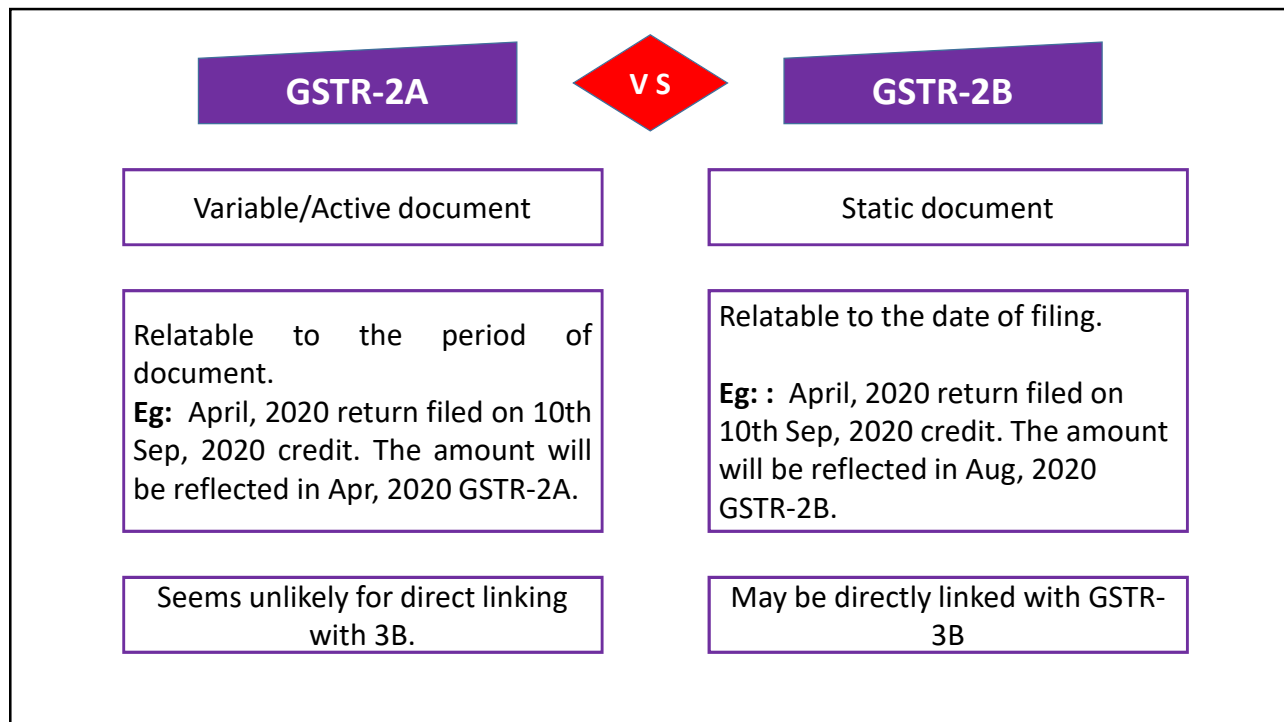 GSTR-2A
V S
GSTR-2B
Variable/Active document
Static document
Relatable to the period of
document.
Eg: April, 2020 return filed on 10th
Sep, 2020 credit. The amount will
be reflected in Apr, 2020 GSTR-2A.
Relatable to the date of filing.
Eg: : April, 2020 return filed on
10th Sep, 2020 credit. The amount
will be reflected in Aug, 2020
GSTR-2B.
Seems unlikely for direct linking
with 3B.
May be directly linked with GSTR-
3B